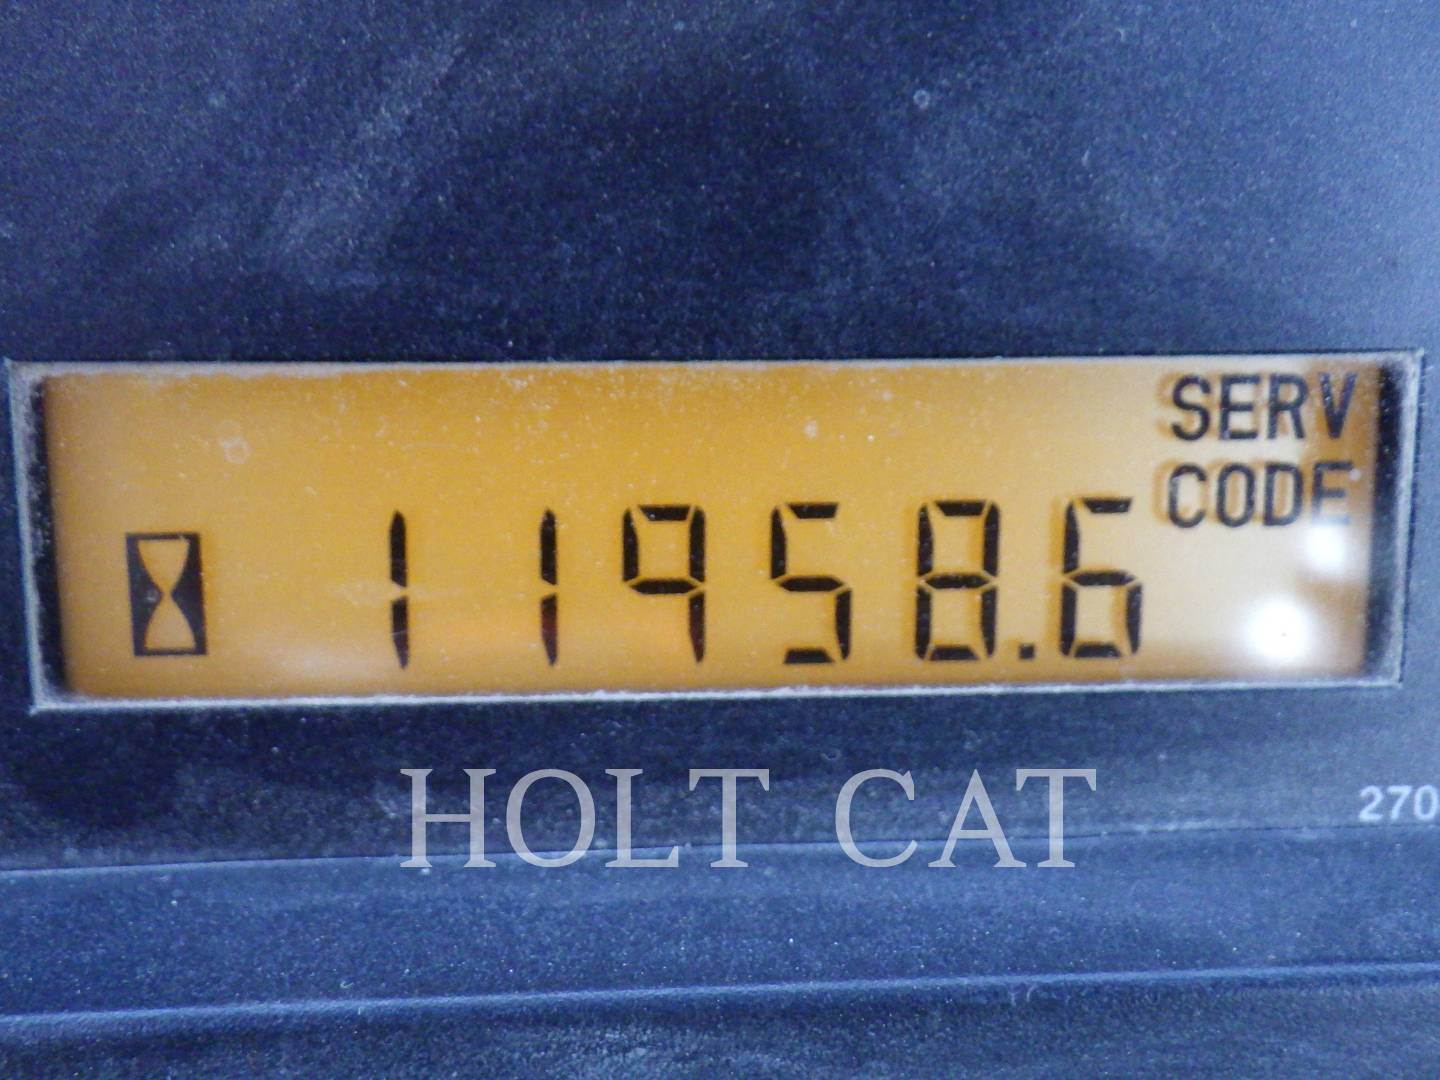 SERV
CODE
11958.6
HOLT CAT
270